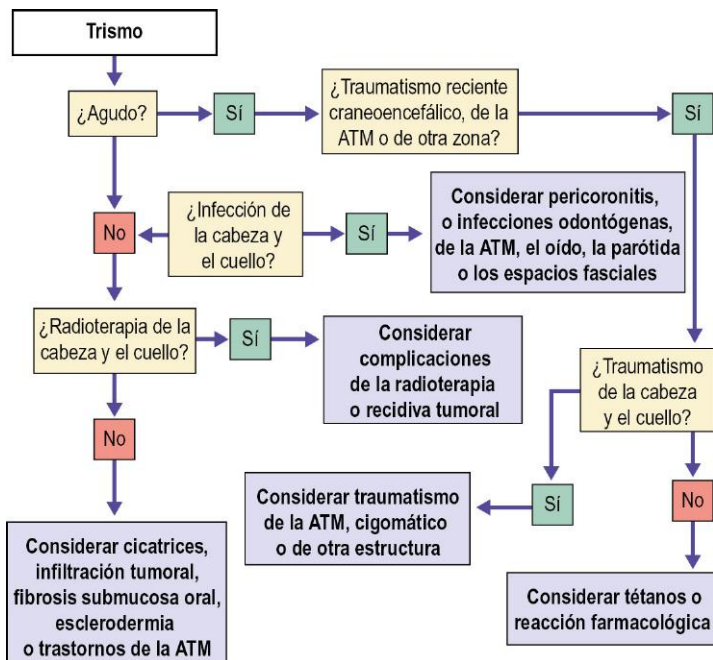 Trismo
¿Agudo?
Sí
¿Traumatismo reciente
craneoencefálico, de la
ATM o de otra zona?
Sí
No
¿Infección de
la cabeza y
el cuello?
Sí
Considerar pericoronitis,
o infecciones odontógenas,
de la ATM, el oído, la parótida
o los espacios fasciales
¿Radioterapia de la
cabeza y el cuello?
Sí
Considerar
complicaciones
de la radioterapia
o recidiva tumoral
¿Traumatismo
de la cabeza
y el cuello?
No
Considerar traumatismo
de la ATM, cigomático
o de otra estructura
Sí
No
Considerar cicatrices,
infiltración tumoral,
fibrosis submucosa oral,
esclerodermia
o trastornos de la ATM
Considerar tétanos o
reacción farmacológica